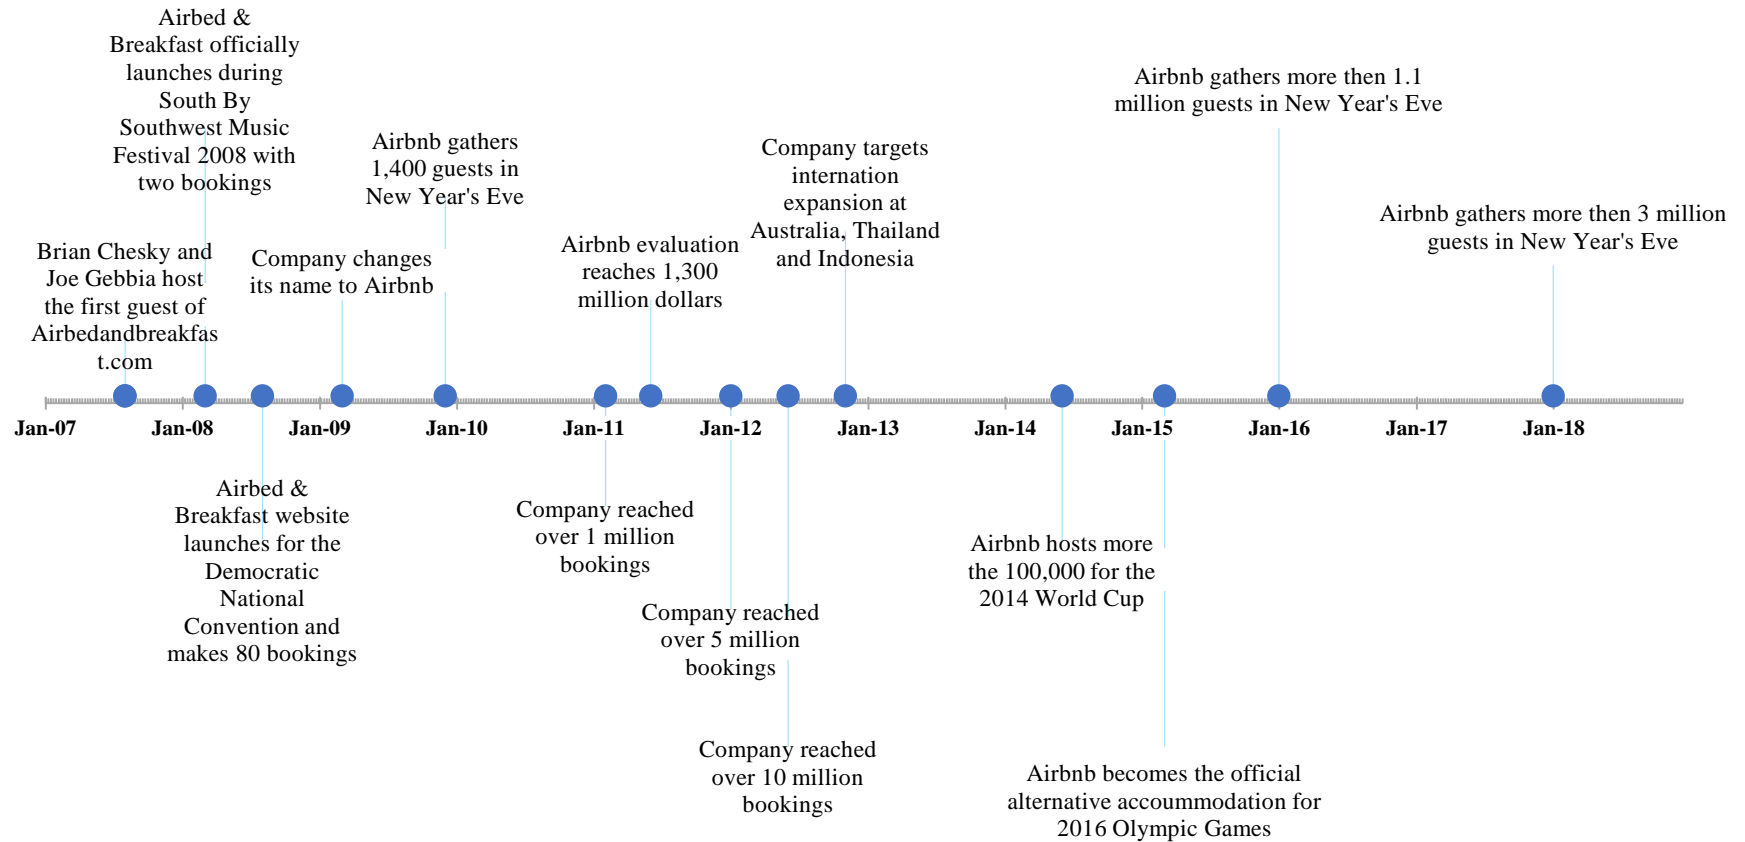 Airbed &
Breakfast officially
launches during
South By
Southwest Music
Festival 2008 with
two bookings
Brian Chesky and
Joe Gebbia host
the first guest of
Airbedandbreakfas
t.com
Company changes
its name to Airbnb
Airbnb gathers
1,400 guests in
New Year's Eve
Airbnb evaluation
reaches 1,300
million dollars
Company targets
internation
expansion at
Australia, Thailand
and Indonesia
Airbnb gathers more then 1.1
million guests in New Year's Eve
Airbnb gathers more then 3 million
guests in New Year's Eve
Jan-07 Jan-08 Jan-09 Jan-10 Jan-11 Jan-12 Jan-13 Jan-14 Jan-15 Jan-16 Jan-17 Jan-18
Airbed &
Breakfast website
launches for the
Democratic
National
Convention and
makes 80 bookings
Company reached
over 1 million
bookings
Company reached
over 5 million
bookings
Company reached
over 10 million
bookings
Airbnb hosts more
the 100,000 for the
2014 World Cup
Airbnb becomes the official
alternative accoummodation for
2016 Olympic Games